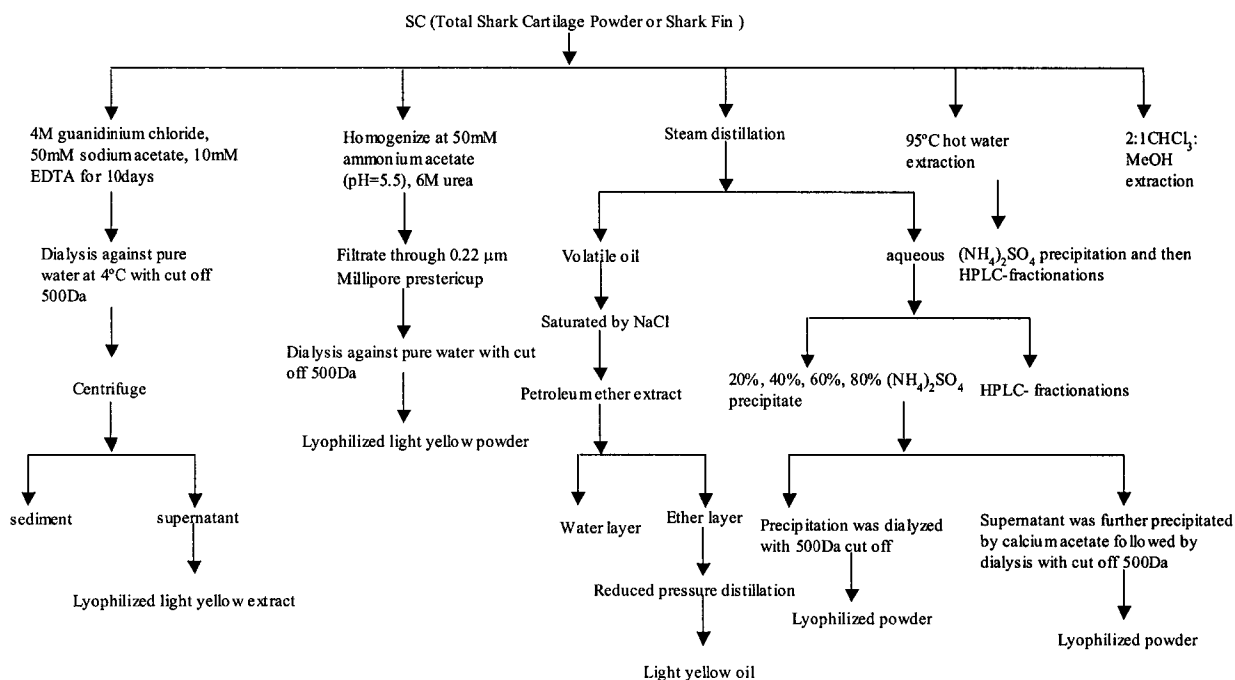 SC (Total Shark Cartilage Powder or Shark Fin )
4M guanidinium chloride,
50mM sodium acetate, 10mM
EDTA for 10days
Dialysis against pure
water at 4°C with cut off
500Da
Centrifuge
sediment
supernatant
Lyophilized light yellow extract
Homogenize at 50mM
ammonium acetate
(pH=5.5), 6M urea
Filtrate through 0.22 μm
Millipore prestericup
Dialysis against pure water with cut
off 500Da
Lyophilized light yellow powder
Steam distillation
Volatile oil
Saturated by NaCl
Petroleum ether extract
Water layer
Ether layer
Reduced pressure distillation
Light yellow oil
aqueous
20%, 40%, 60%, 80% (NH₄)₂SO₄
precipitate
HPLC- fractionations
Precipitation was dialyzed
with 500Da cut off
Lyophilized powder
Supernatant was further precipitated
by calcium acetate followed by
dialysis with cut off 500Da
Lyophilized powder
95°C hot water
extraction
(NH₄)₂SO₄ precipitation and then
HPLC-fractionations
2:1CHCl₃:
MeOH
extraction